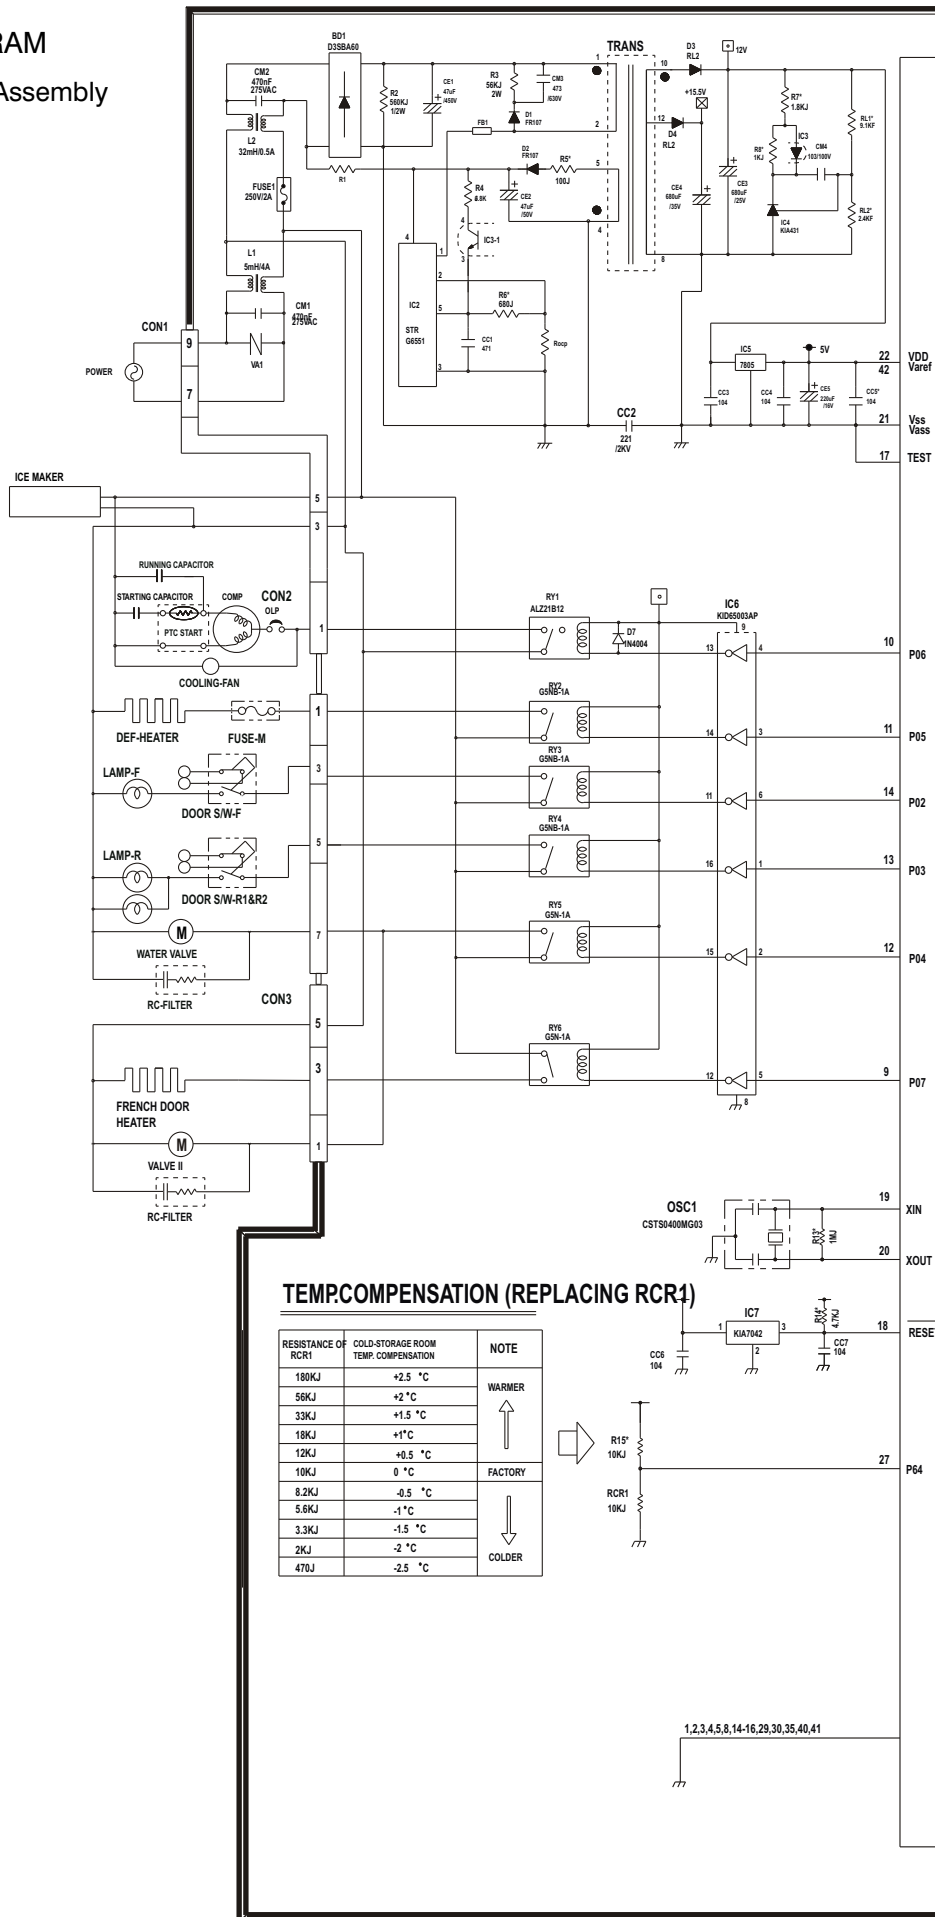 RAM
Assembly
BD1
D3SBA60
CM2
470nF
275VAC
L2
32mH/0.5A
FUSE1
250V/2A
L1
5mH/4A
CM1
470nF
275VAC
VA1
CON1
9
7
POWER
R1
R2
560KJ
1/2W
CE1
47uF
/450V
R3
56KJ
2W
CM3
473
/630V
D1
FR107
FB1
D2
FR107
R5*
100J
R4
CE2
47uF
/50V
IC3-1
4
3
4
1
2
5
3
IC2
STR
G6551
R6*
680J
CC1
471
Rocp
TRANS
1
2
5
4
10
12
8
D3
RL2
12V
+15.5V
D4
RL2
CE4
680uF
/35V
CE3
680uF
/25V
R7*
1.8KJ
R8*
1KJ
IC3
CM4
103/100V
IC4
KIA431
RL1*
9.1KF
RL2*
2.4KF
CC2
221
/2KV
IC5
7805
5V
CC3
104
CC4
104
CE5
220uF
/16V
CC5*
104
22
42
VDD
Varef
21
Vss
Vass
17
TEST
ICE MAKER
5
3
RUNNING CAPACITOR
STARTING CAPACITOR
COMP
CON2
OLP
PTC START
1
COOLING-FAN
DEF-HEATER
FUSE-M
1
LAMP-F
DOOR S/W-F
3
LAMP-R
DOOR S/W-R1&R2
5
M
WATER VALVE
7
RC-FILTER
CON3
5
3
FRENCH DOOR
HEATER
M
VALVE II
1
RC-FILTER
RY1
ALZ21B12
D7
1N4004
IC6
KID65003AP
9
13
4
10
P06
RY2
G5NB-1A
14
3
11
P05
RY3
G5NB-1A
11
6
14
P02
RY4
G5NB-1A
16
1
13
P03
RY5
G5N-1A
15
2
12
P04
RY6
G5N-1A
12
5
9
P07
8
OSC1
CSTS0400MG03
R13*
1MJ
19
XIN
20
XOUT
IC7
KIA7042
1
3
2
R14*
4.7KJ
CC6
104
CC7
104
18
RESE
TEMP.COMPENSATION (REPLACING RCR1)
RESISTANCE OF
RCR1
COLD-STORAGE ROOM
TEMP. COMPENSATION
NOTE
180KJ +2.5 °C
56KJ +2 °C
33KJ +1.5 °C
18KJ +1°C
12KJ +0.5 °C
10KJ 0 °C
8.2KJ -0.5 °C
5.6KJ -1 °C
3.3KJ -1.5 °C
2KJ -2 °C
470J -2.5 °C
WARMER
FACTORY
COLDER
R15*
10KJ
RCR1
10KJ
27
P64
1,2,3,4,5,8,14-16,29,30,35,40,41